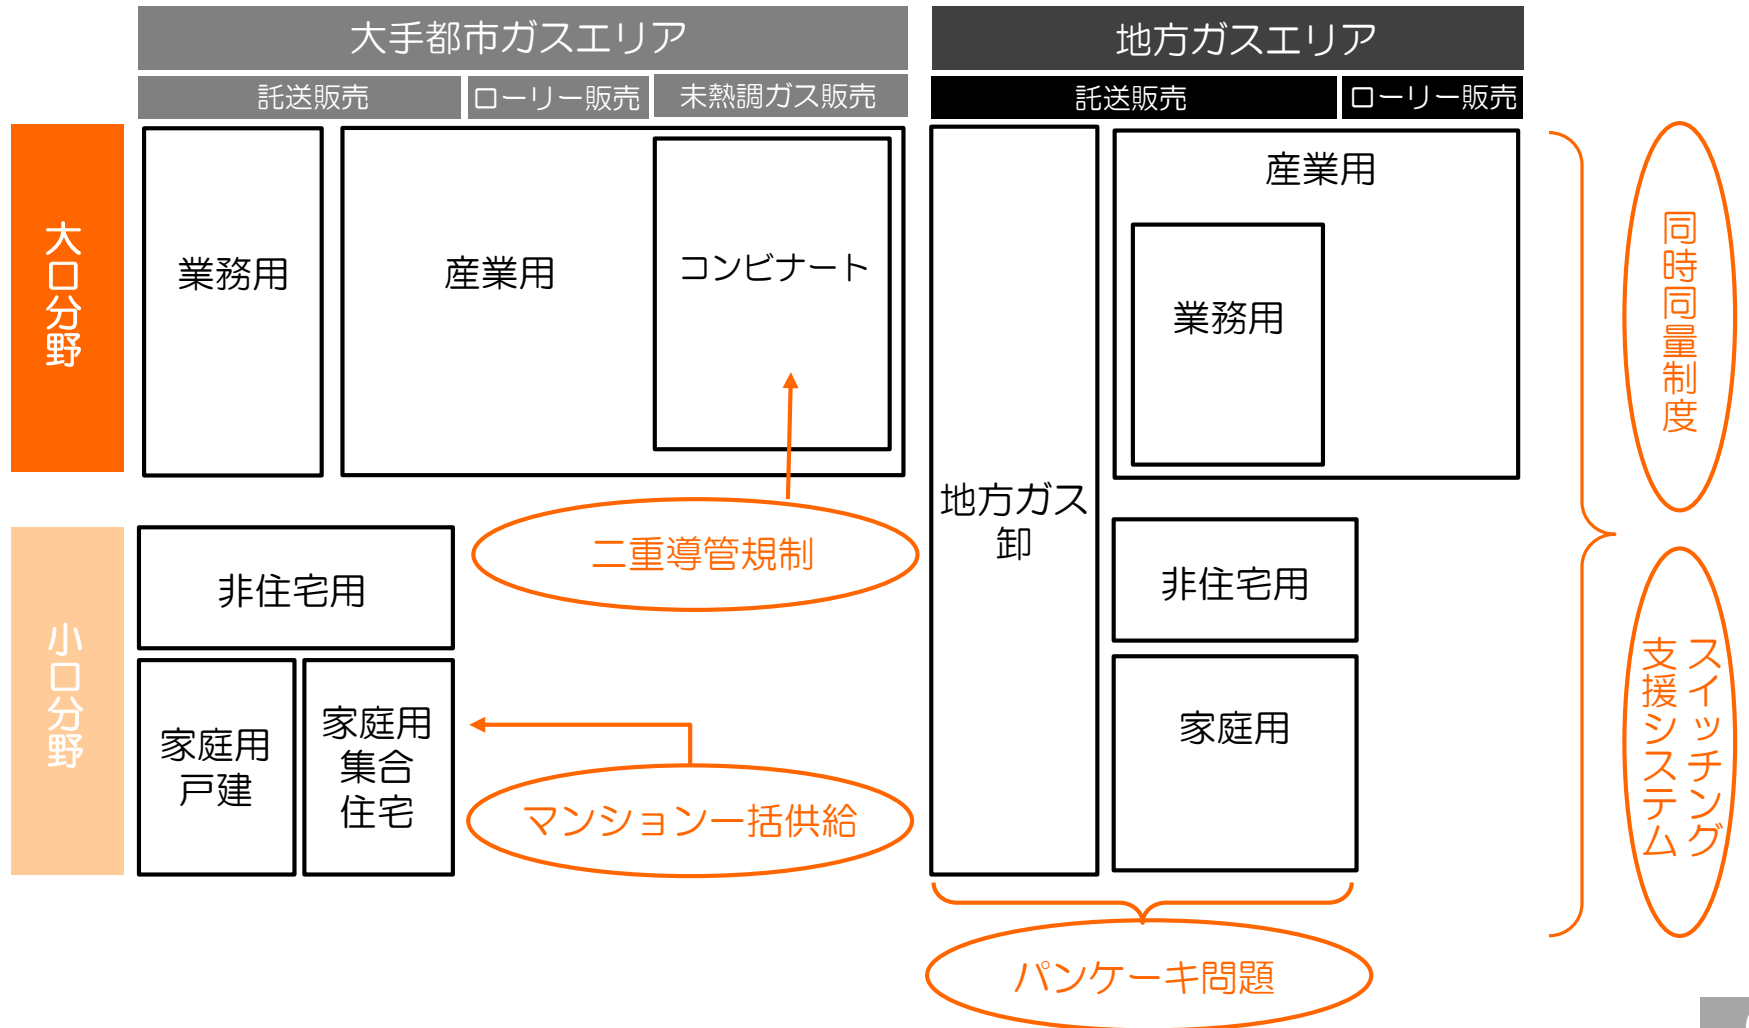 大手都市ガスエリア
地方ガスエリア
託送販売
ローリー販売
未熱調ガス販売
託送販売
ローリー販売
大口分野
業務用
産業用
コンビナート
産業用
業務用
地方ガス
卸
二重導管規制
小口分野
非住宅用
家庭用
戸建
家庭用
集合
住宅
マンション一括供給
非住宅用
家庭用
パンケーキ問題
同時同量制度
スイッチング
支援システム